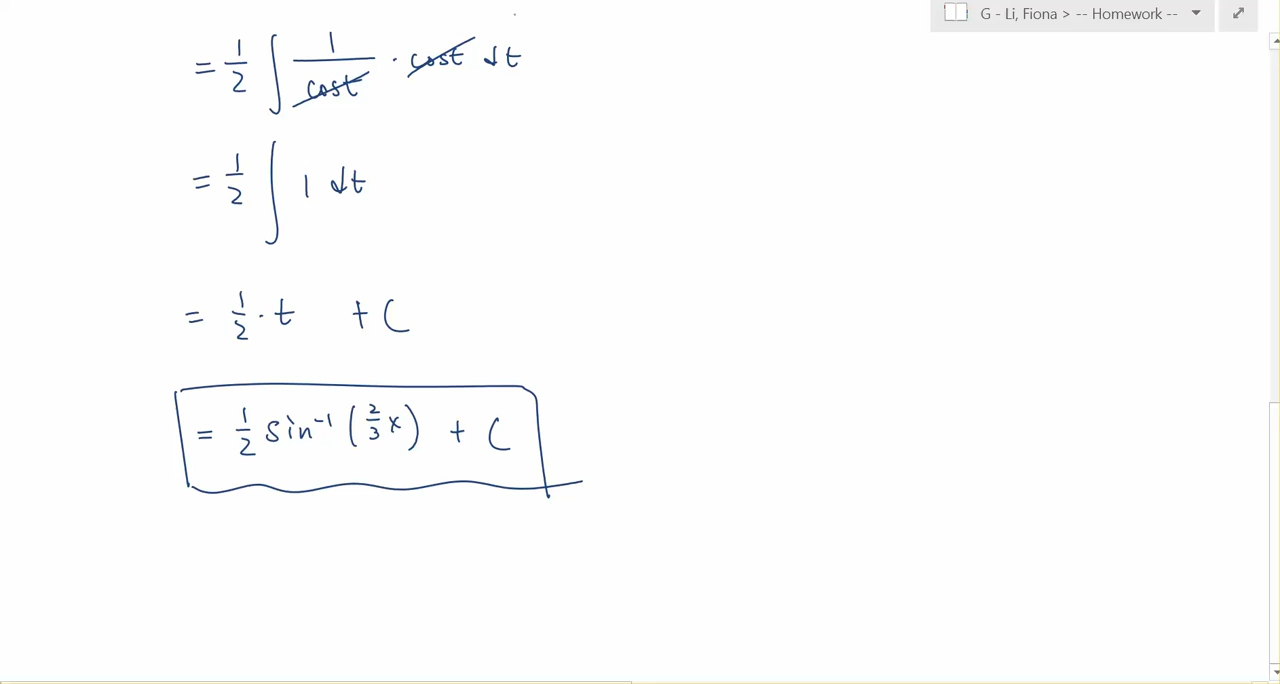 G - Li, Fiona > -- Homework --
= 1/2 ∫ 1/cost · cost dt
= 1/2 ∫ 1 dt
= 1/2 · t + C
= 1/2 sin⁻¹ (2/3 x) + C